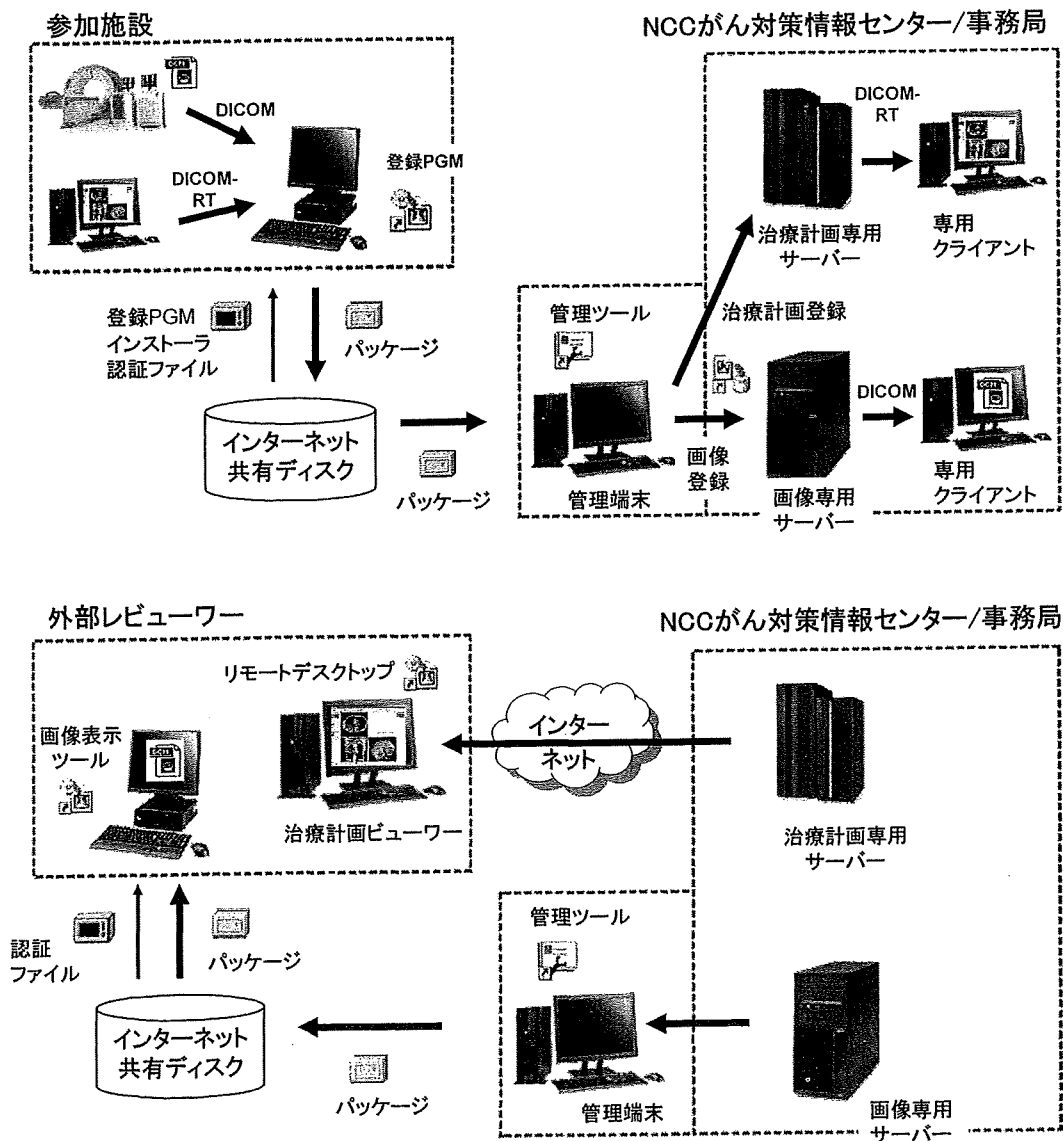 参加施設
NCCがん対策情報センター/事務局
DICOM
DICOM-
RT
登録PGM
DICOM-
RT
治療計画専用
サーバー
専用
クライアント
登録PGM
インストーラ
認証ファイル
パッケージ
管理ツール
治療計画登録
インターネット
共有ディスク
パッケージ
管理端末
画像
登録
DICOM
画像専用
サーバー
専用
クライアント
外部レビューワー
NCCがん対策情報センター/事務局
リモートデスクトップ
画像表示
ツール
治療計画ビューワー
インター
ネット
治療計画専用
サーバー
認証
ファイル
パッケージ
管理ツール
インターネット
共有ディスク
パッケージ
管理端末
画像専用
サーバー